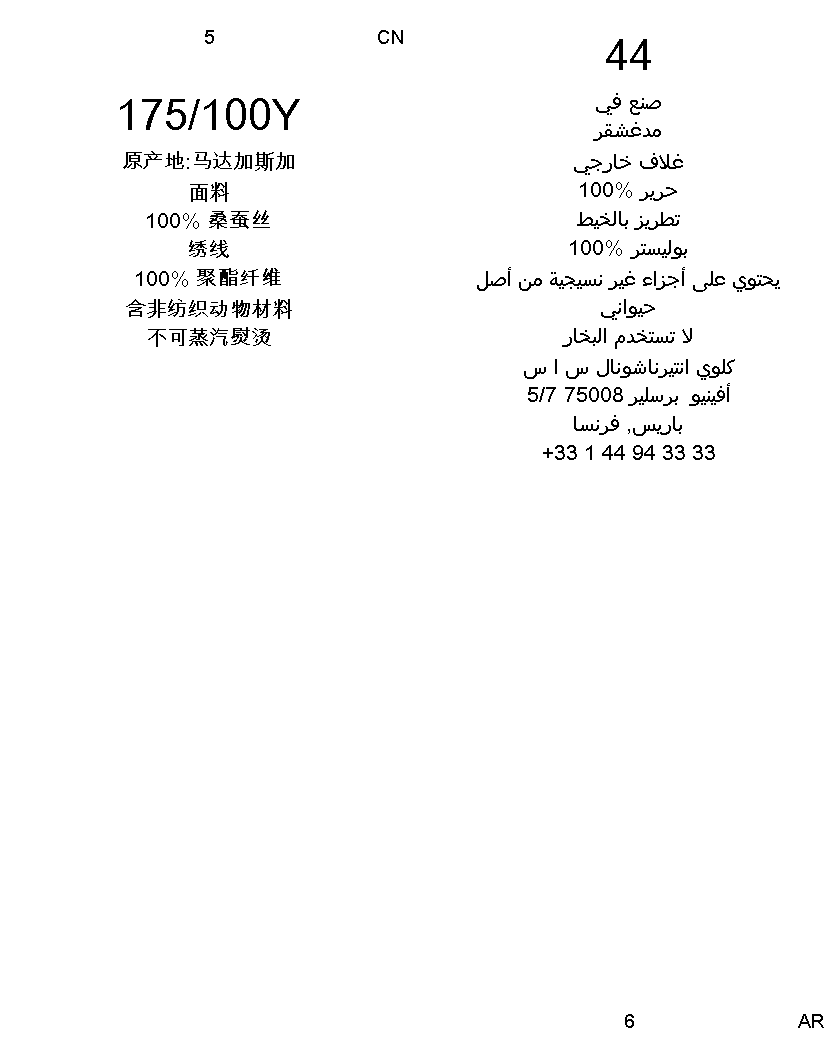 5
CN
175/100Y
原产地:马达加斯加
面料
100% 桑蚕丝
绣线
100% 聚酯纤维
含非纺织动物材料
不可蒸汽熨烫
44
صنع في
مدغشقر
غلاف خارجي
حرير %100
تطريز بالخيط
بوليستر %100
يحتوي على أجزاء غير نسيجية من أصل
حيواني
لا تستخدم البخار
كلوي انتيرناشونال س ا س
أفينيو برسلير 75008 5/7
باريس, فرنسا
+33 1 44 94 33 33
6
AR